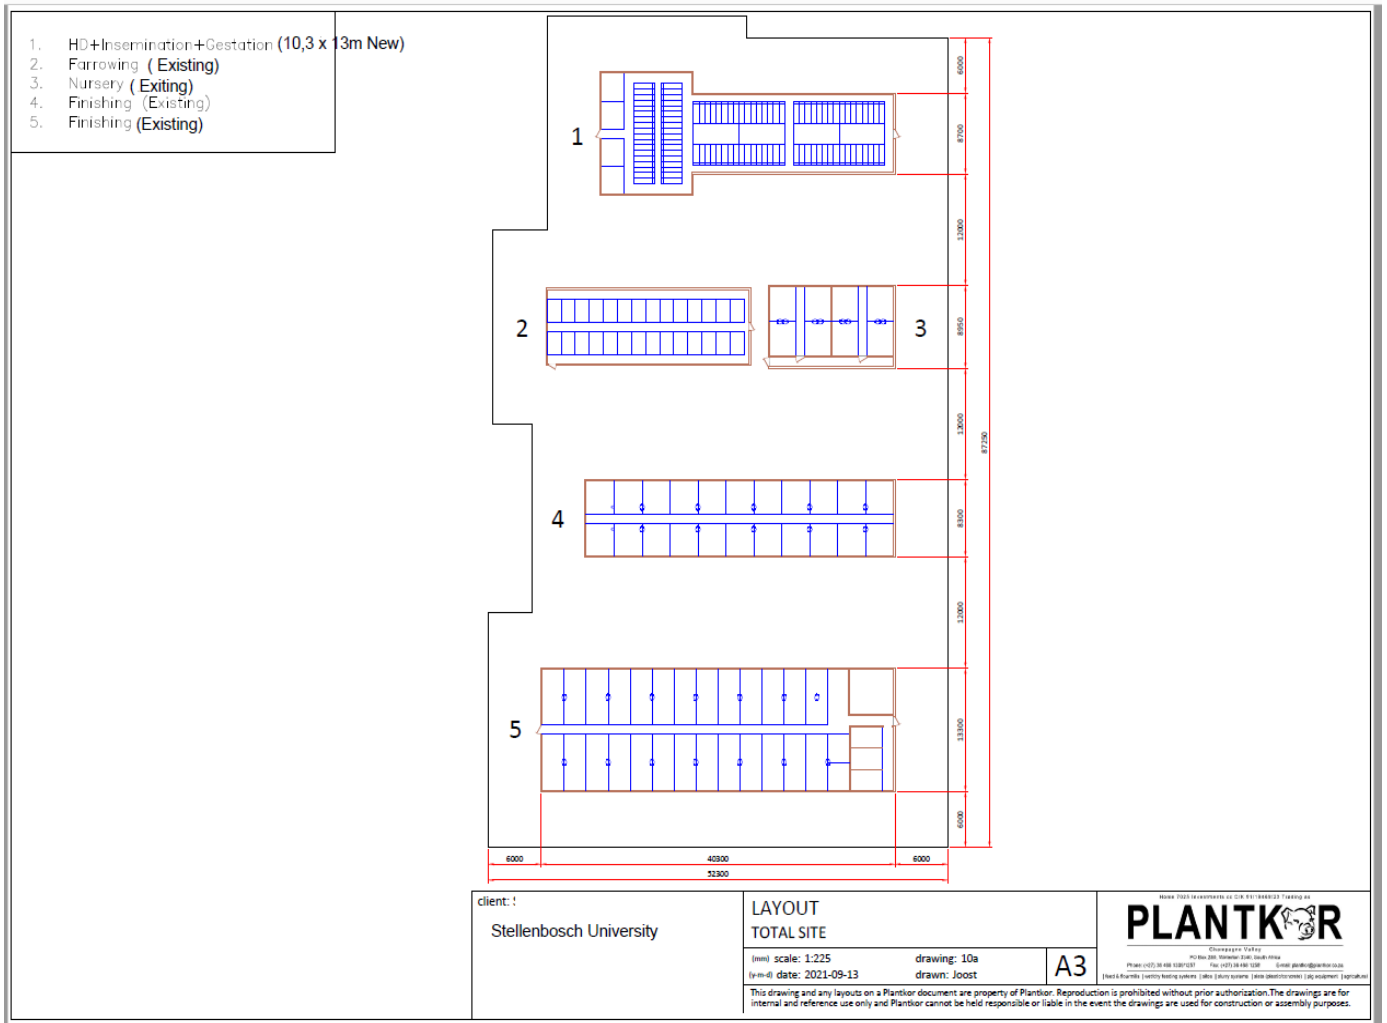 1. HD+Insemination+Gestation (10,3 x 13m New)
2. Farrowing ( Existing)
3. Nursery ( Exiting)
4. Finishing (Existing)
5. Finishing (Existing)
1
2
3
4
5
6000
8700
12000
8950
12000
8300
12000
13300
6000
87250
6000
40300
6000
52300
client:
Stellenbosch University
LAYOUT
TOTAL SITE
(mm) scale: 1:225
drawing: 10a
(y-m-d) date: 2021-09-13
drawn: Joost
A3
This drawing and any layouts on a Plantkor document are property of Plantkor. Reproduction is prohibited without prior authorization.The drawings are for
internal and reference use only and Plantkor cannot be held responsible or liable in the event the drawings are used for construction or assembly purposes.
PLANTKOR
Champagne Valley